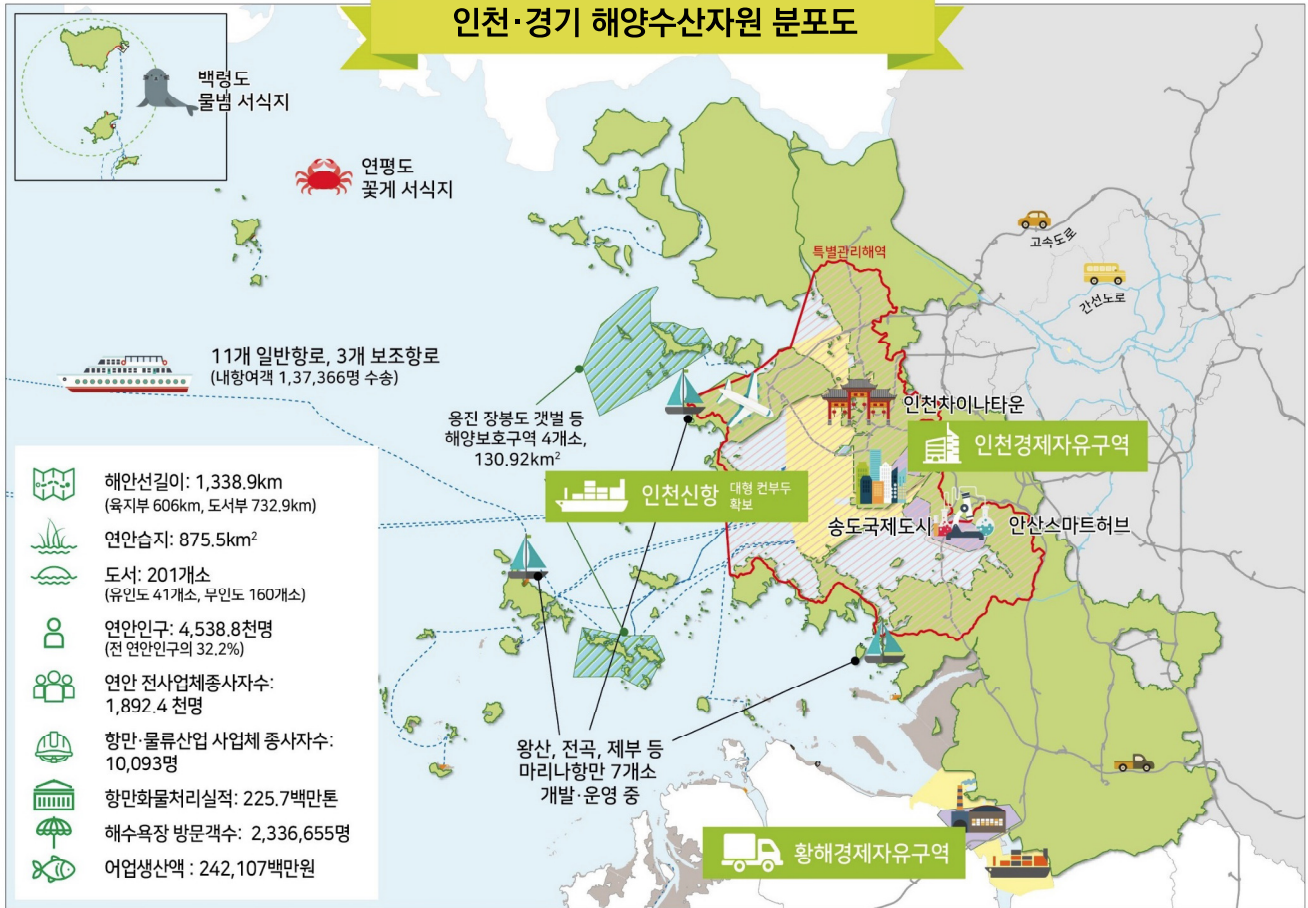 인천·경기 해양수산자원 분포도
백령도
물범 서식지
연평도
꽃게 서식지
특별관리해역
고속도로
간선노로
11개 일반항로, 3개 보조항로
(내항여객 1,37,366명 수송)
옹진 장봉도 갯벌 등
해양보호구역 4개소,
130.92km²
인천차이나타운
인천경제자유구역
인천신항 대형 컨부두
확보
송도국제도시
안산스마트허브
해안선길이: 1,338.9km
(육지부 606km, 도서부 732.9km)
연안습지: 875.5km²
도서: 201개소
(유인도 41개소, 무인도 160개소)
연안인구: 4,538.8천명
(전 연안인구의 32.2%)
연안 전사업체종사자수:
1,892.4 천명
항만·물류산업 사업체 종사자수:
10,093명
항만화물처리실적: 225.7백만톤
해수욕장 방문객수: 2,336,655명
어업생산액 : 242,107백만원
왕산, 전곡, 제부 등
마리나항만 7개소
개발·운영 중
황해경제자유구역